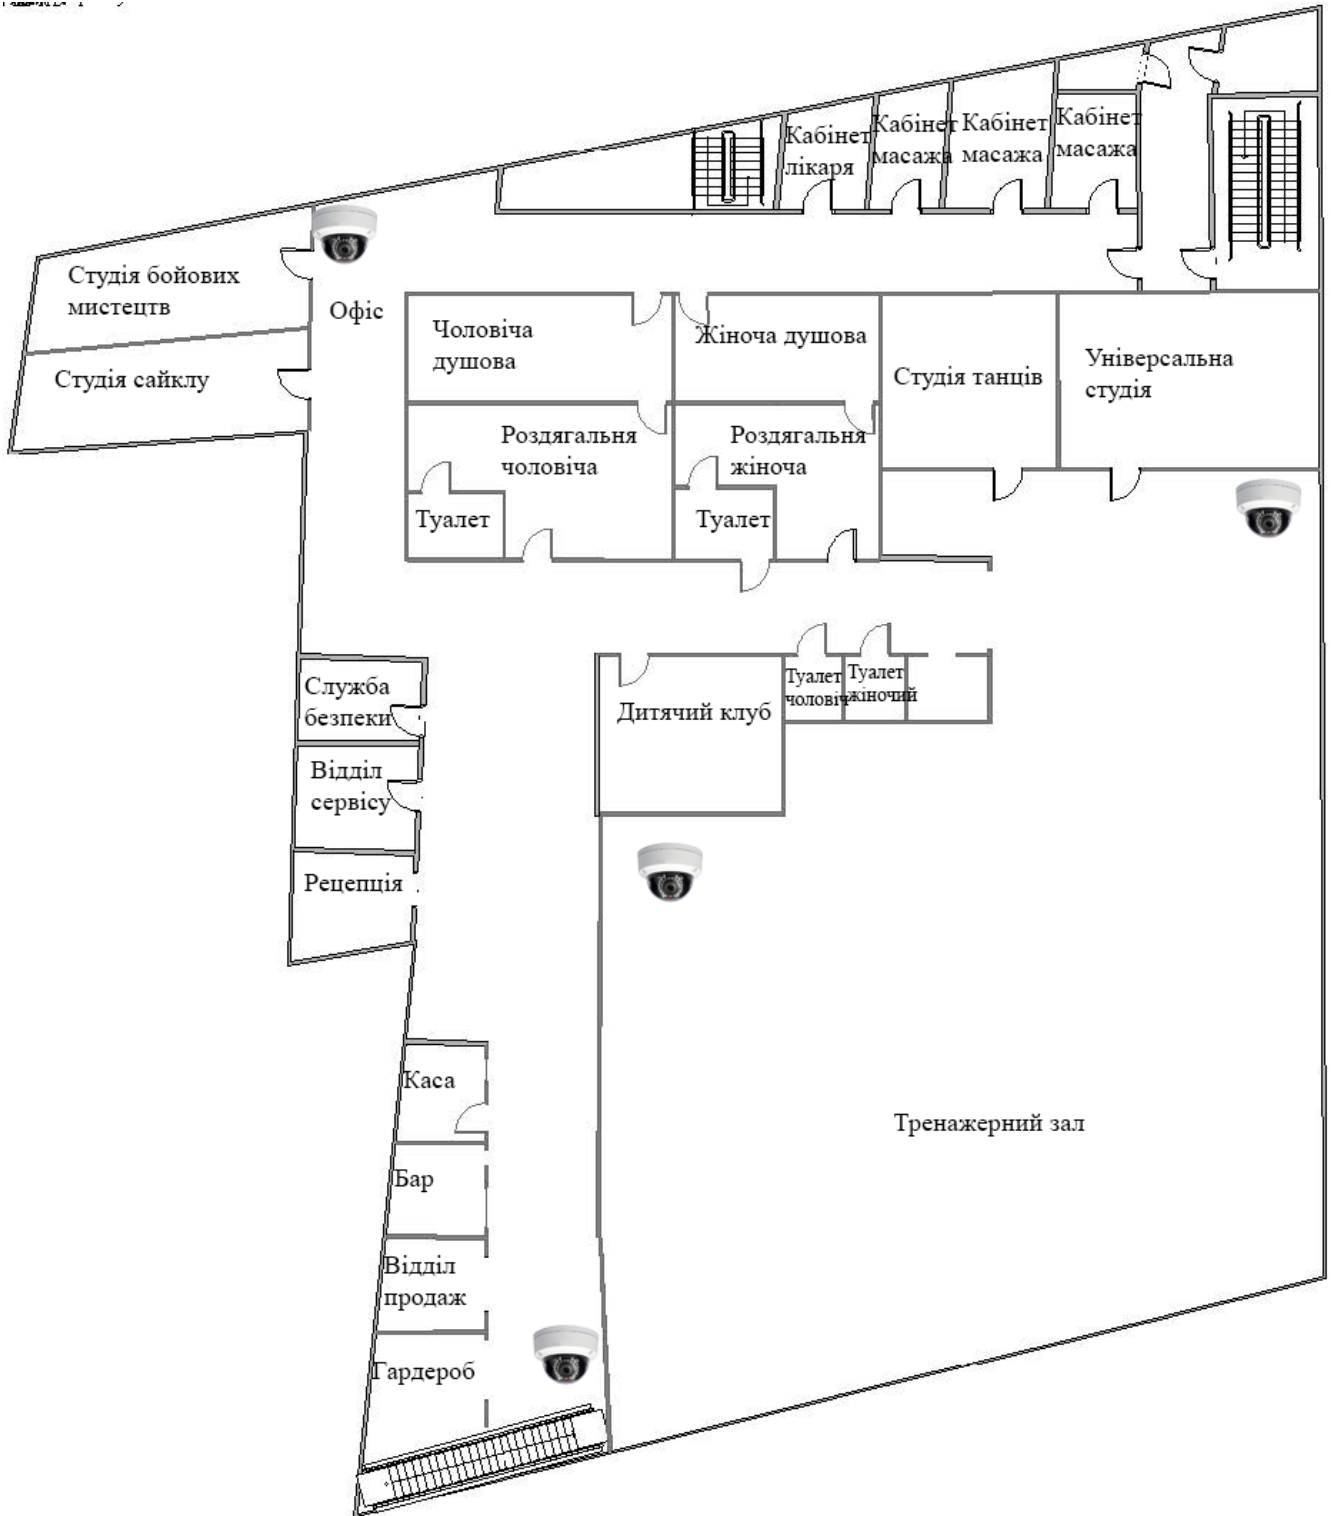 Кабінет
лікаря
Кабінет
масажа
Кабінет
масажа
Кабінет
масажа
Студія бойових
мистецтв
Офіс
Чоловіча
душова
Жіноча душова
Студія танців
Універсальна
студія
Студія сайклу
Роздягальня
чоловіча
Роздягальня
жіноча
Туалет
Туалет
Служба
безпеки
Дитячий клуб
Туалет
чоловіч
Туалет
жіночий
Відділ
сервісу
Рецепція
Каса
Тренажерний зал
Бар
Відділ
продаж
Гардероб